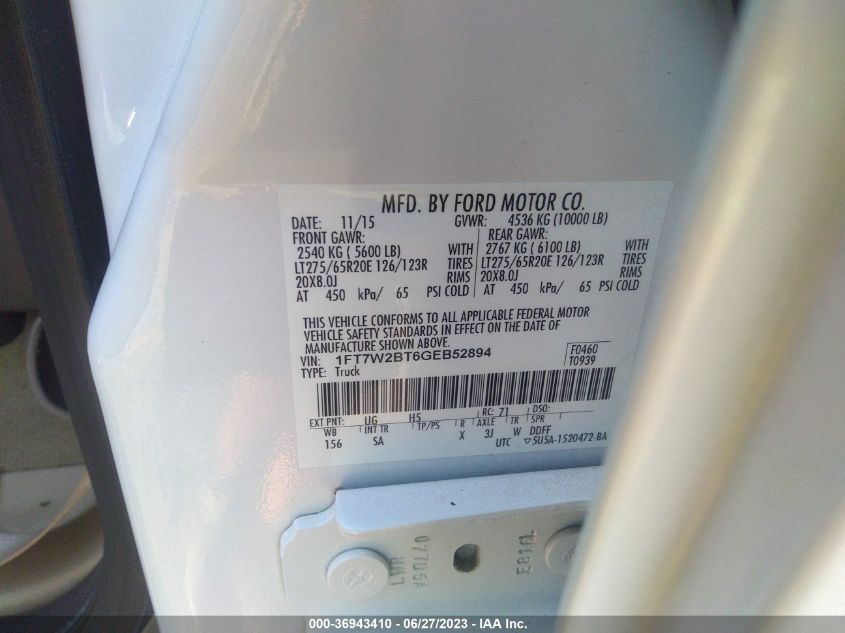 MFD. BY FORD MOTOR CO.
DATE: 11/15 GVWR: 4536 KG (10000 LB)
FRONT GAWR: REAR GAWR:
2540 KG ( 5600 LB) WITH 2767 KG ( 6100 LB) WITH
LT275/65R20E 126/123R TIRES LT275/65R20E 126/123R TIRES
20X8.0J RIMS 20X8.0J RIMS
AT 450 kPa/ 65 PSI COLD AT 450 kPa/ 65 PSI COLD
THIS VEHICLE CONFORMS TO ALL APPLICABLE FEDERAL MOTOR
VEHICLE SAFETY STANDARDS IN EFFECT ON THE DATE OF
MANUFACTURE SHOWN ABOVE.
VIN: 1FT7W2BT6GEB52894 F0460
TYPE: Truck T0939
EXT PNT: UG H5 RC: 71 DSO:
WB INT TR TP/PS R AXLE TR SPR
156 SA X 3J W DDFF
UTC ▽5U5A-1520472-BA
LWR 07705A E816L
000-36943410 - 06/27/2023 - IAA Inc.